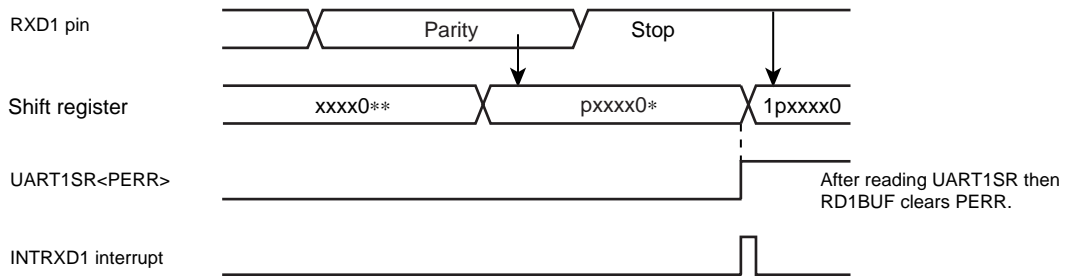 RXD1 pin
Parity
Stop
Shift register
xxxx0**
pxxxx0*
1pxxxx0
UART1SR<PERR>
After reading UART1SR then
RD1BUF clears PERR.
INTRXD1 interrupt